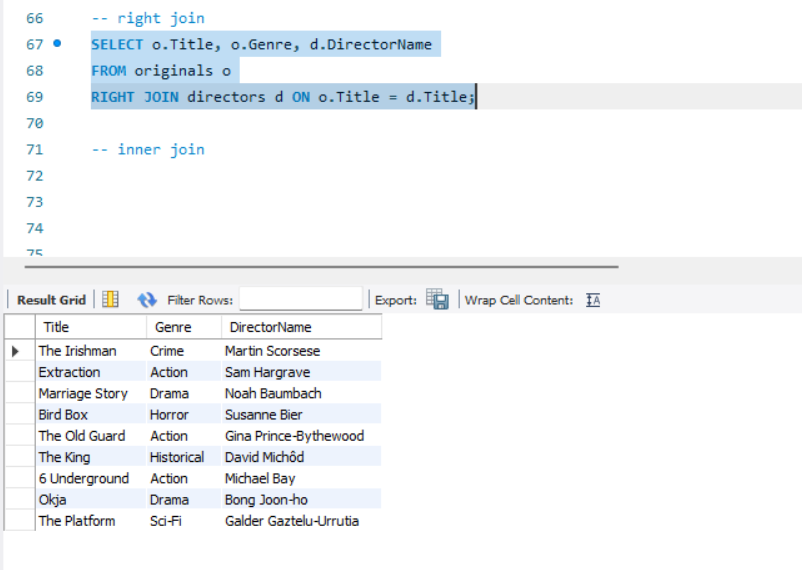 66 -- right join
67 SELECT o.Title, o.Genre, d.DirectorName
68 FROM originals o
69 RIGHT JOIN directors d ON o.Title = d.Title;
70
71 -- inner join
72
73
74
75
Result Grid Filter Rows: Export: Wrap Cell Content: IA
Title Genre DirectorName
The Irishman Crime Martin Scorsese
Extraction Action Sam Hargrave
Marriage Story Drama Noah Baumbach
Bird Box Horror Susanne Bier
The Old Guard Action Gina Prince-Bythewood
The King Historical David Michôd
6 Underground Action Michael Bay
Okja Drama Bong Joon-ho
The Platform Sci-Fi Galder Gaztelu-Urrutia